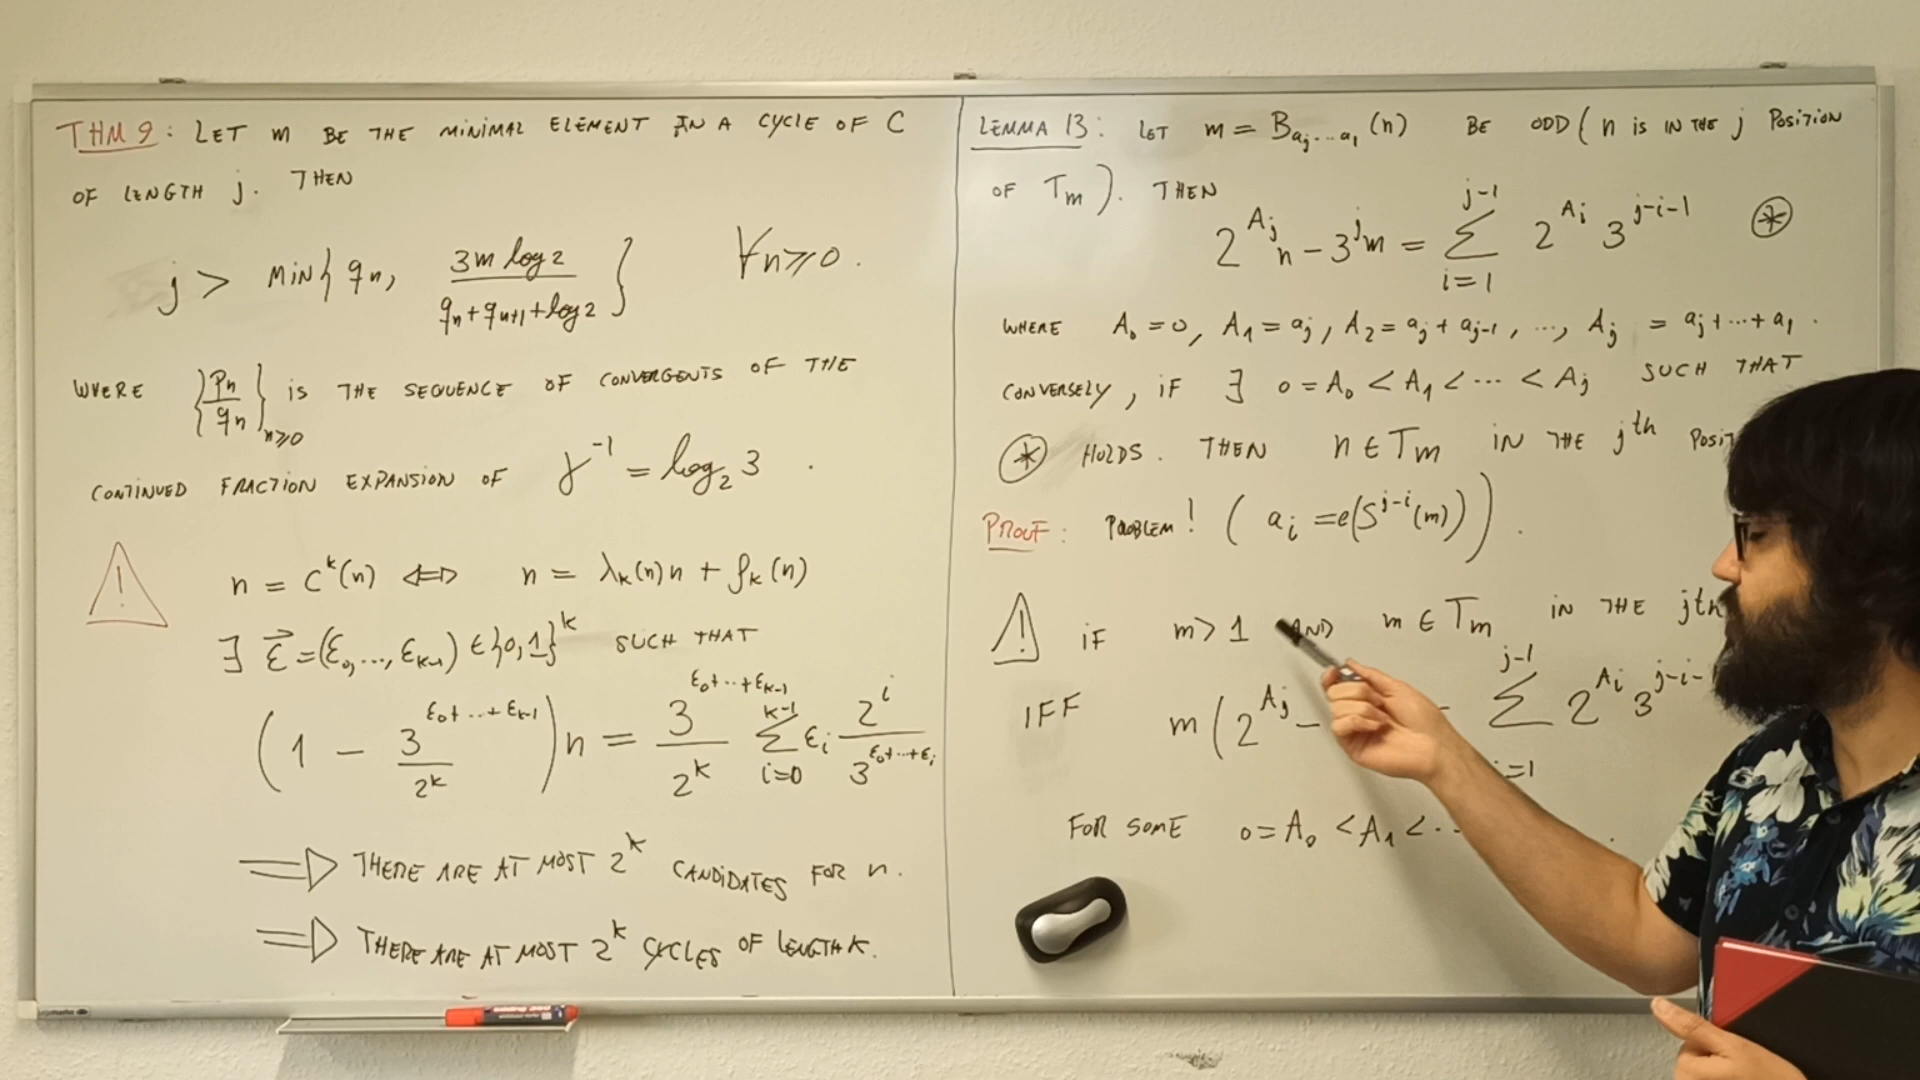 THM 9: LET m BE THE MINIMAL ELEMENT IN A CYCLE OF C
OF LENGTH j. THEN
j > MIN{ qn, 3m log2 / qn+qn+1+log2 } ∀n⩾0.
WHERE {pn/qn}n⩾0 IS THE SEQUENCE OF CONVERGENTS OF THE
CONTINUED FRACTION EXPANSION OF γ^-1 = log_2 3.
!
n = C^k(n) ⟺ n = λk(n)n + ρk(n)
∃ ε⃗ = (ε0,...,εk-1) ∈ {0,1}^k SUCH THAT
(1 - 3^(ε0+...+εk-1) / 2^k) n = 3^(ε0+...+εk-1) / 2^k ∑_{i=0}^{k-1} εi 2^i / 3^(ε0+...+εi)
⟹ THERE ARE AT MOST 2^k CANDIDATES FOR n.
⟹ THERE ARE AT MOST 2^k CYCLES OF LENGTH k.
LEMMA 13: LET m = B_{aj...a1}(n) BE ODD (n IS IN THE j POSITION
OF Tm). THEN
2^Aj n - 3^j m = ∑_{i=1}^{j-1} 2^Ai 3^{j-i-1} (*)
WHERE A0=0, A1=aj, A2=aj+aj-1, ..., Aj = aj+...+a1.
CONVERSELY, IF ∃ 0=A0<A1<...<Aj SUCH THAT
(*) HOLDS. THEN n∈Tm IN THE jth
PROOF: PROBLEM! (ai = e(S^{j-i}(m))).
! IF m>1 AND m∈Tm IN THE jth
IFF m(2^Aj - ∑_{i=1}^{j-1} 2^Ai 3^{j-i-
FOR SOME 0=A0<A1<..